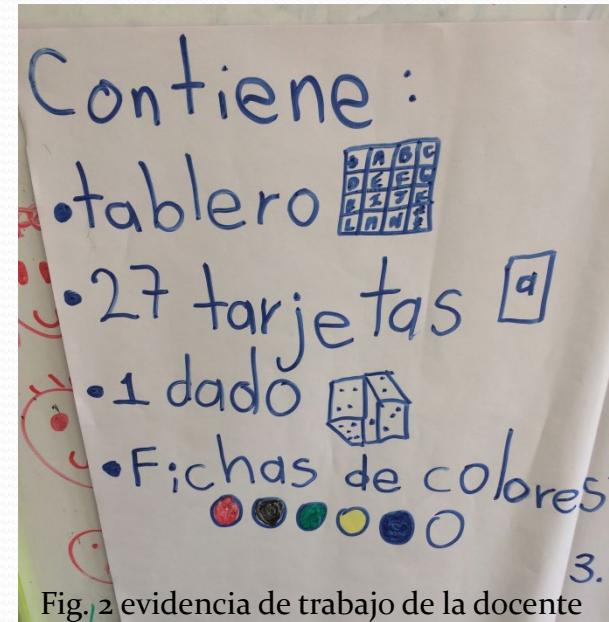 Contiene:
•tablero
•27 tarjetas a
•1 dado
•Fichas de colores
3.
Fig. 2 evidencia de trabajo de la docente